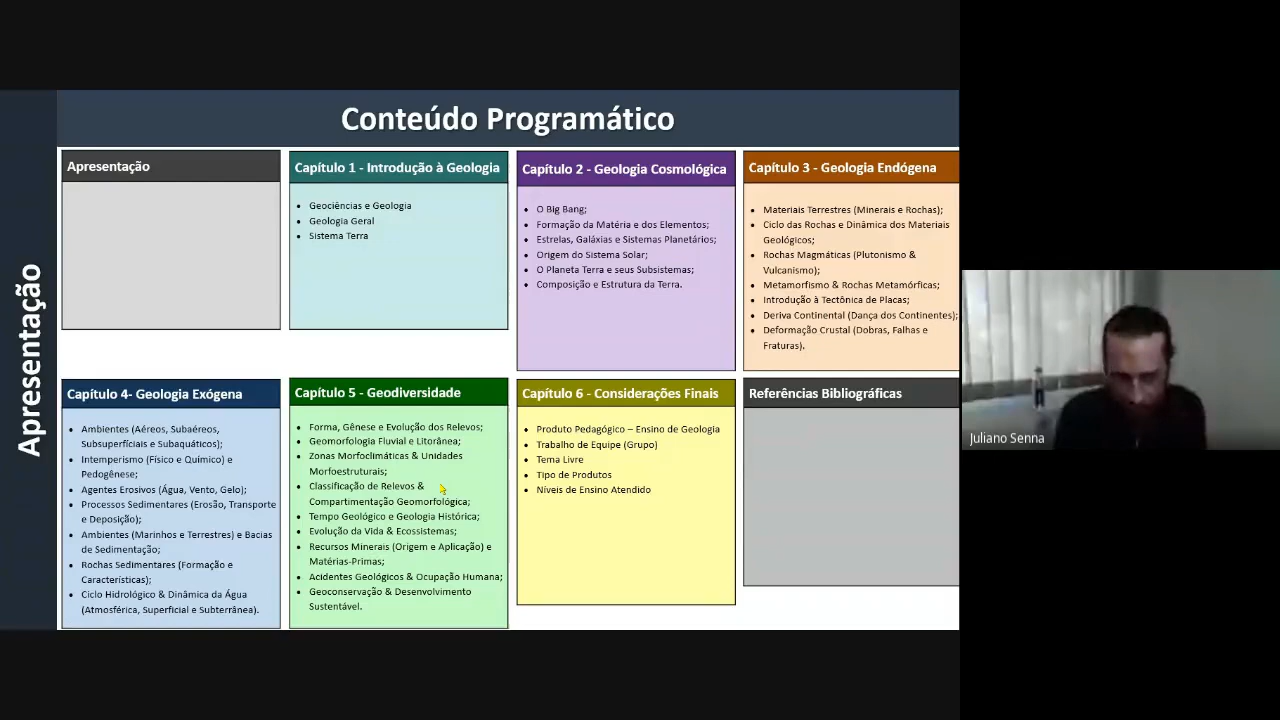 Conteúdo Programático
Apresentação
Apresentação
Capítulo 1 - Introdução à Geologia
• Geociências e Geologia
• Geologia Geral
• Sistema Terra
Capítulo 2 - Geologia Cosmológica
• O Big Bang;
• Formação da Matéria e dos Elementos;
• Estrelas, Galáxias e Sistemas Planetários;
• Origem do Sistema Solar;
• O Planeta Terra e seus Subsistemas;
• Composição e Estrutura da Terra.
Capítulo 3 - Geologia Endógena
• Materiais Terrestres (Minerais e Rochas);
• Ciclo das Rochas e Dinâmica dos Materiais
Geológicos;
• Rochas Magmáticas (Plutonismo &
Vulcanismo);
• Metamorfismo & Rochas Metamórficas;
• Introdução à Tectônica de Placas;
• Deriva Continental (Dança dos Continentes);
• Deformação Crustal (Dobras, Falhas e
Fraturas).
Capítulo 4- Geologia Exógena
• Ambientes (Aéreos, Subaéreos,
Subsuperfíciais e Subaquáticos);
• Intemperismo (Físico e Químico) e
Pedogênese;
• Agentes Erosivos (Água, Vento, Gelo);
• Processos Sedimentares (Erosão, Transporte
e Deposição);
• Ambientes (Marinhos e Terrestres) e Bacias
de Sedimentação;
• Rochas Sedimentares (Formação e
Características);
• Ciclo Hidrológico & Dinâmica da Água
(Atmosférica, Superficial e Subterrânea).
Capítulo 5 - Geodiversidade
• Forma, Gênese e Evolução dos Relevos;
• Geomorfologia Fluvial e Litorânea;
• Zonas Morfoclimáticas & Unidades
Morfoestruturais;
• Classificação de Relevos &
Compartimentação Geomorfológica;
• Tempo Geológico e Geologia Histórica;
• Evolução da Vida & Ecossistemas;
• Recursos Minerais (Origem e Aplicação) e
Matérias-Primas;
• Acidentes Geológicos & Ocupação Humana;
• Geoconservação & Desenvolvimento
Sustentável.
Capítulo 6 - Considerações Finais
• Produto Pedagógico – Ensino de Geologia
• Trabalho de Equipe (Grupo)
• Tema Livre
• Tipo de Produtos
• Níveis de Ensino Atendido
Referências Bibliográficas
Juliano Senna